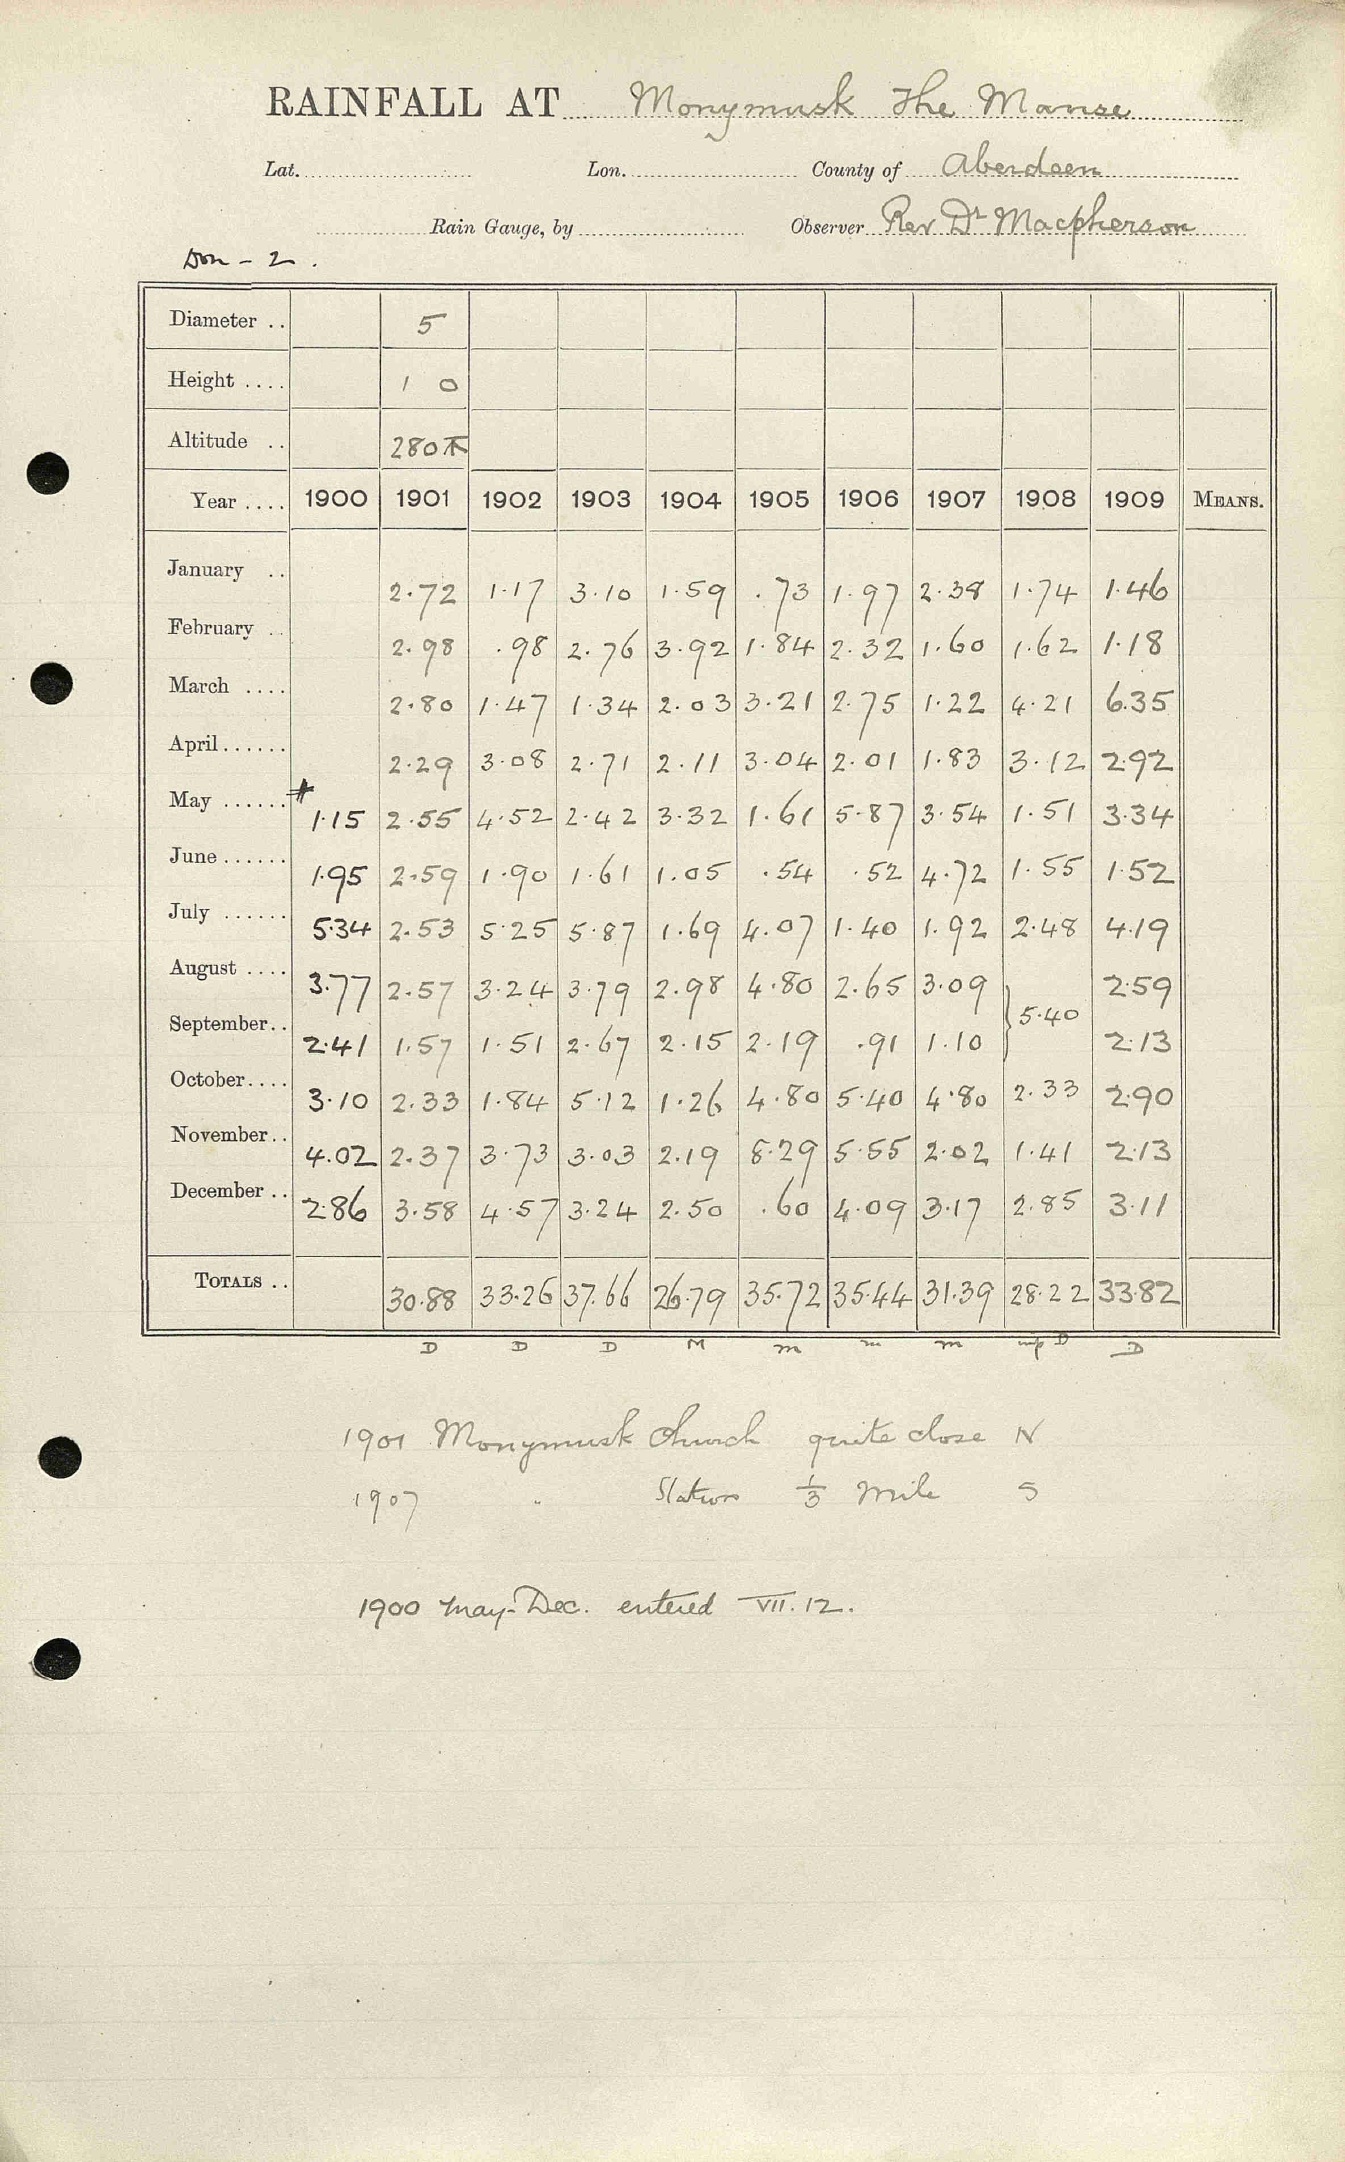 RAINFALL AT Monymusk The Manse
Lat. Lon. County of Aberdeen
Rain Gauge, by Observer Rev Dr Macpherson
Don - 2.
Diameter .. 5
Height .... 1 0
Altitude .. 280
Year .... 1900 1901 1902 1903 1904 1905 1906 1907 1908 1909 MEANS.
January .. 2.72 1.17 3.10 1.59 .73 1.97 2.38 1.74 1.46
February .. 2.98 .98 2.76 3.92 1.84 2.32 1.60 1.62 1.18
March .... 2.80 1.47 1.34 2.03 3.21 2.75 1.22 4.21 6.35
April ...... 2.29 3.08 2.71 2.11 3.04 2.01 1.83 3.12 2.92
May ...... 1.15 2.55 4.52 2.42 3.32 1.61 5.87 3.54 1.51 3.34
June ...... 1.95 2.59 1.90 1.61 1.05 .54 .52 4.72 1.55 1.52
July ...... 5.34 2.53 5.25 5.87 1.69 4.07 1.40 1.92 2.48 4.19
August .... 3.77 2.57 3.24 3.79 2.98 4.80 2.65 3.09 2.59
5.40
September .. 2.41 1.57 1.51 2.67 2.15 2.19 .91 1.10 2.13
October .... 3.10 2.33 1.84 5.12 1.26 4.80 5.40 4.80 2.33 2.90
November .. 4.02 2.37 3.73 3.03 2.19 8.29 5.55 2.02 1.41 2.13
December .. 2.86 3.58 4.57 3.24 2.50 .60 4.09 3.17 2.85 3.11
TOTALS .. 30.88 33.26 37.66 26.79 35.72 35.44 31.39 28.22 33.82
D D D M m m m D D
1901 Monymusk Church quite close N
1907 " Station 1/3 Mile S
1900 May-Dec. entered VII.12.